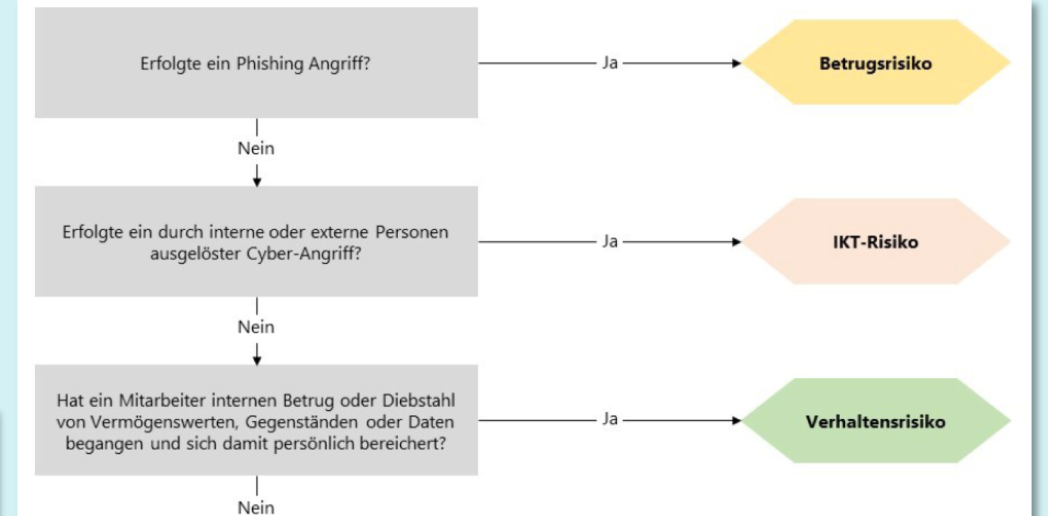 Erfolgte ein Phishing Angriff?
Ja
Betrugsrisiko
Nein
Erfolgte ein durch interne oder externe Personen
ausgelöster Cyber-Angriff?
Ja
IKT-Risiko
Nein
Hat ein Mitarbeiter internen Betrug oder Diebstahl
von Vermögenswerten, Gegenständen oder Daten
begangen und sich damit persönlich bereichert?
Ja
Verhaltensrisiko
Nein